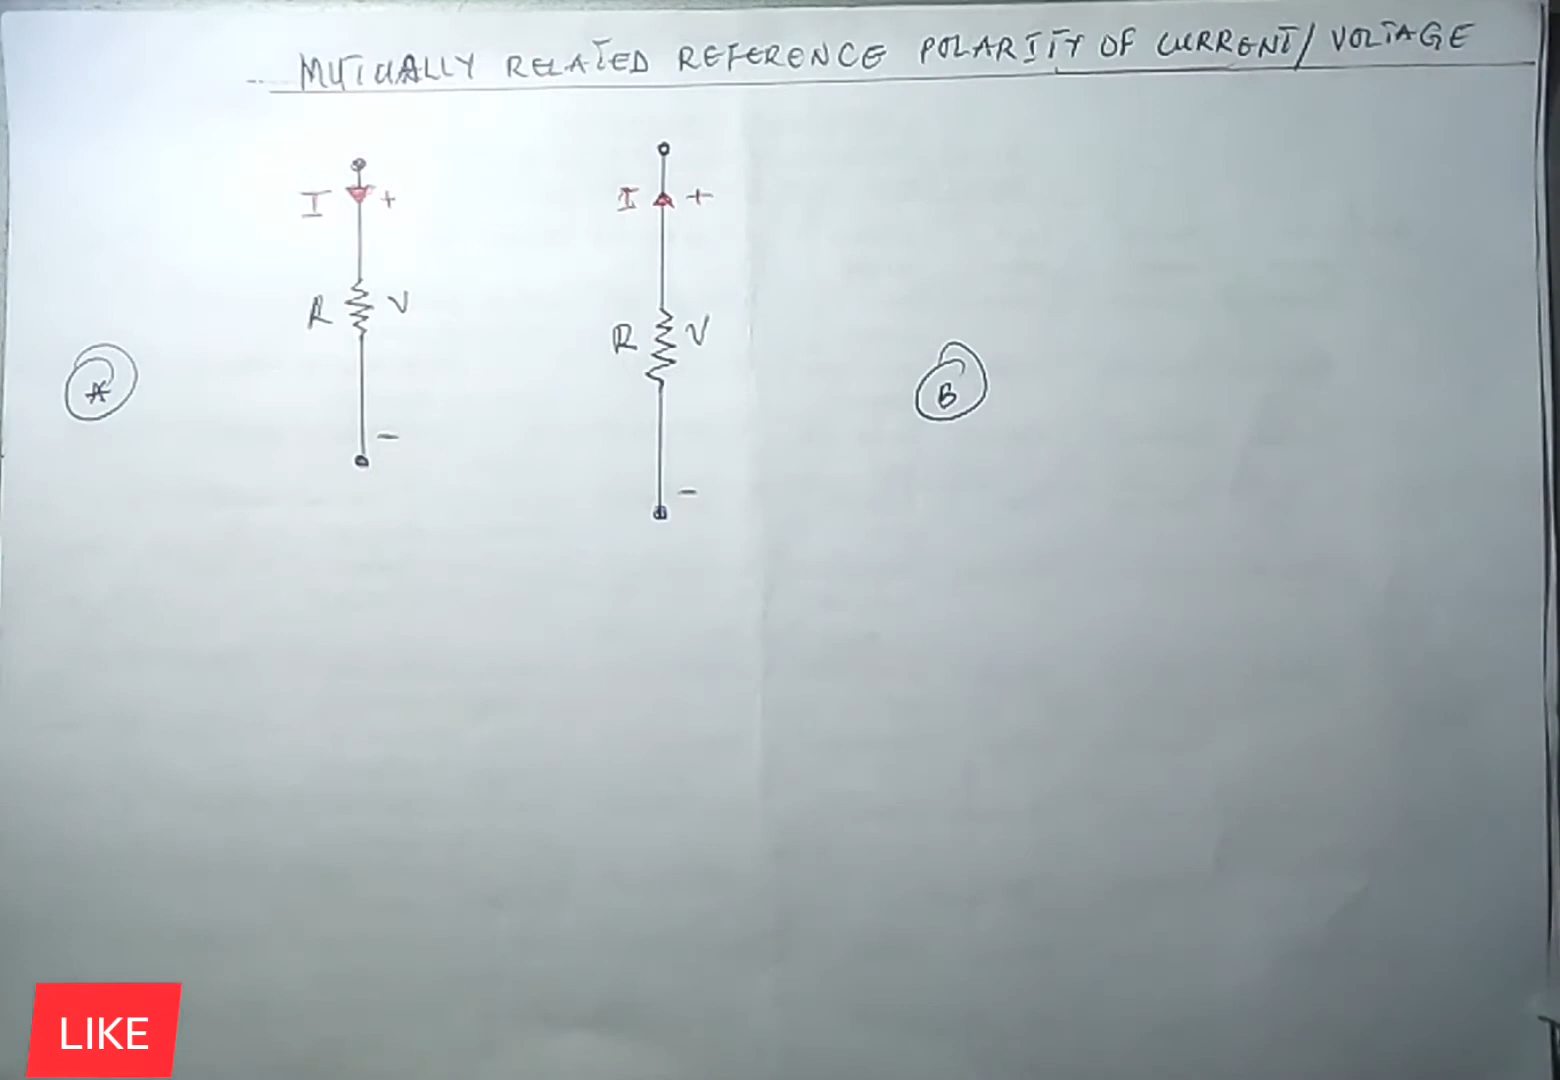 MUTUALLY RELATED REFERENCE POLARITY OF CURRENT/ VOLTAGE
I +
I +
R V
R V
A
B
-
-
LIKE